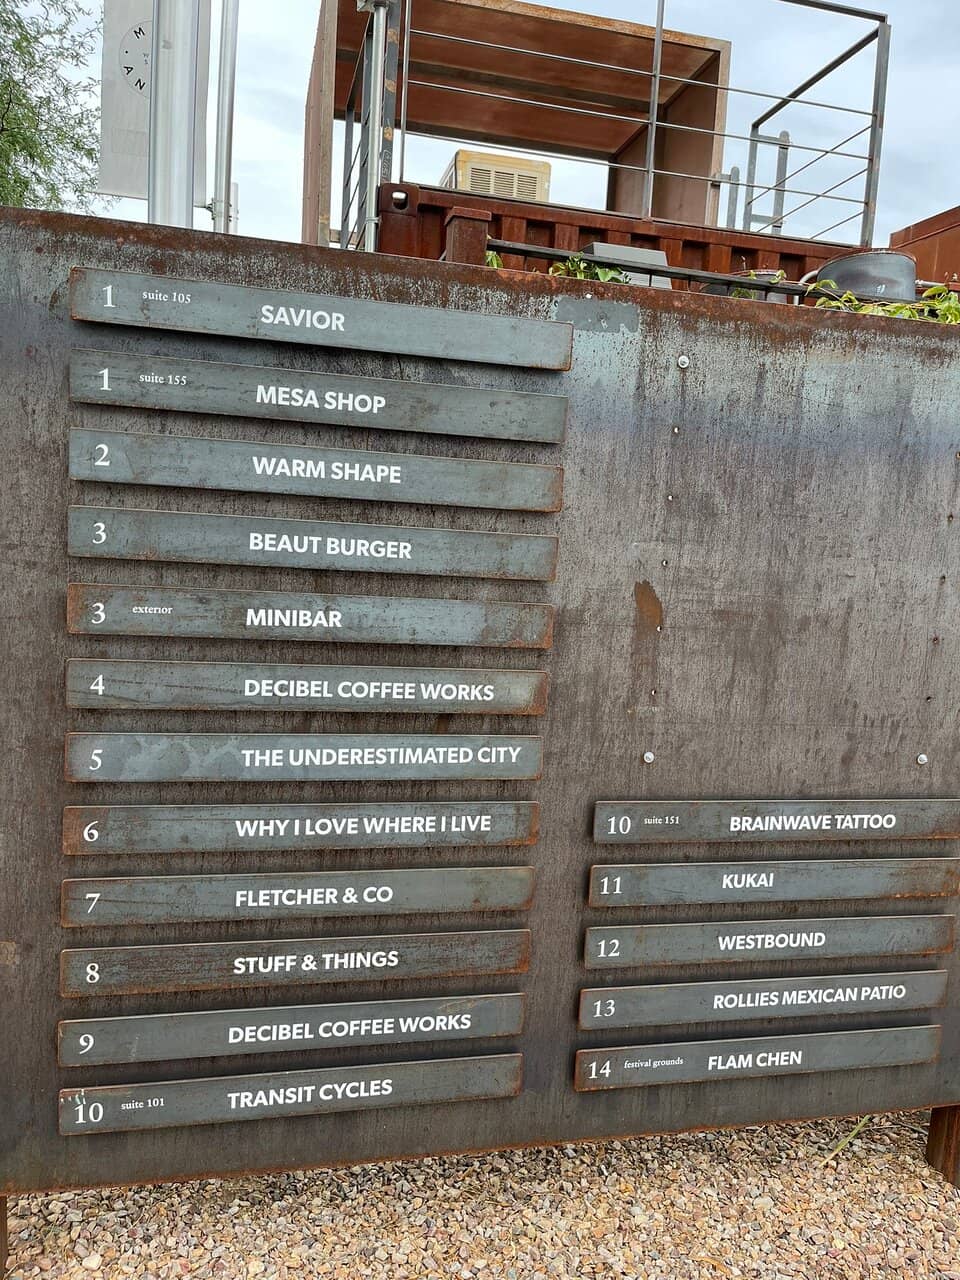 1 suite 105 SAVIOR
1 suite 155 MESA SHOP
2 WARM SHAPE
3 BEAUT BURGER
3 exterior MINIBAR
4 DECIBEL COFFEE WORKS
5 THE UNDERESTIMATED CITY
6 WHY I LOVE WHERE I LIVE
7 FLETCHER & CO
8 STUFF & THINGS
9 DECIBEL COFFEE WORKS
10 suite 101 TRANSIT CYCLES
10 suite 151 BRAINWAVE TATTOO
11 KUKAI
12 WESTBOUND
13 ROLLIES MEXICAN PATIO
14 festival grounds FLAM CHEN